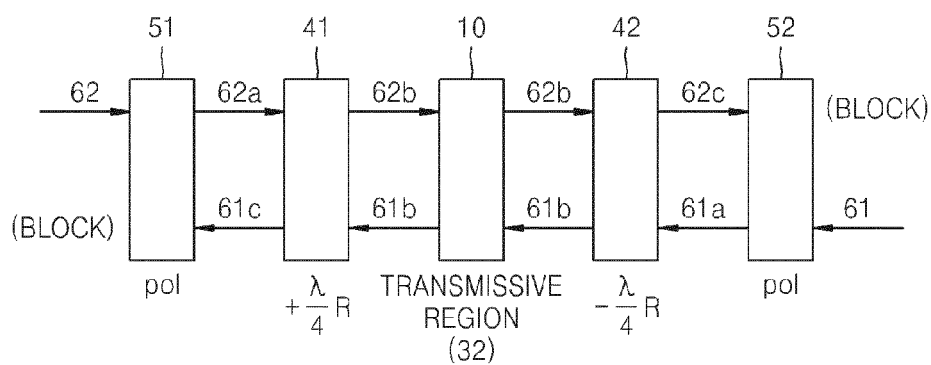 51 41 10 42 52
62 62a 62b 62b 62c (BLOCK)
(BLOCK) 61c 61b 61b 61a 61
pol +λ/4 R TRANSMISSIVE REGION (32) -λ/4 R pol